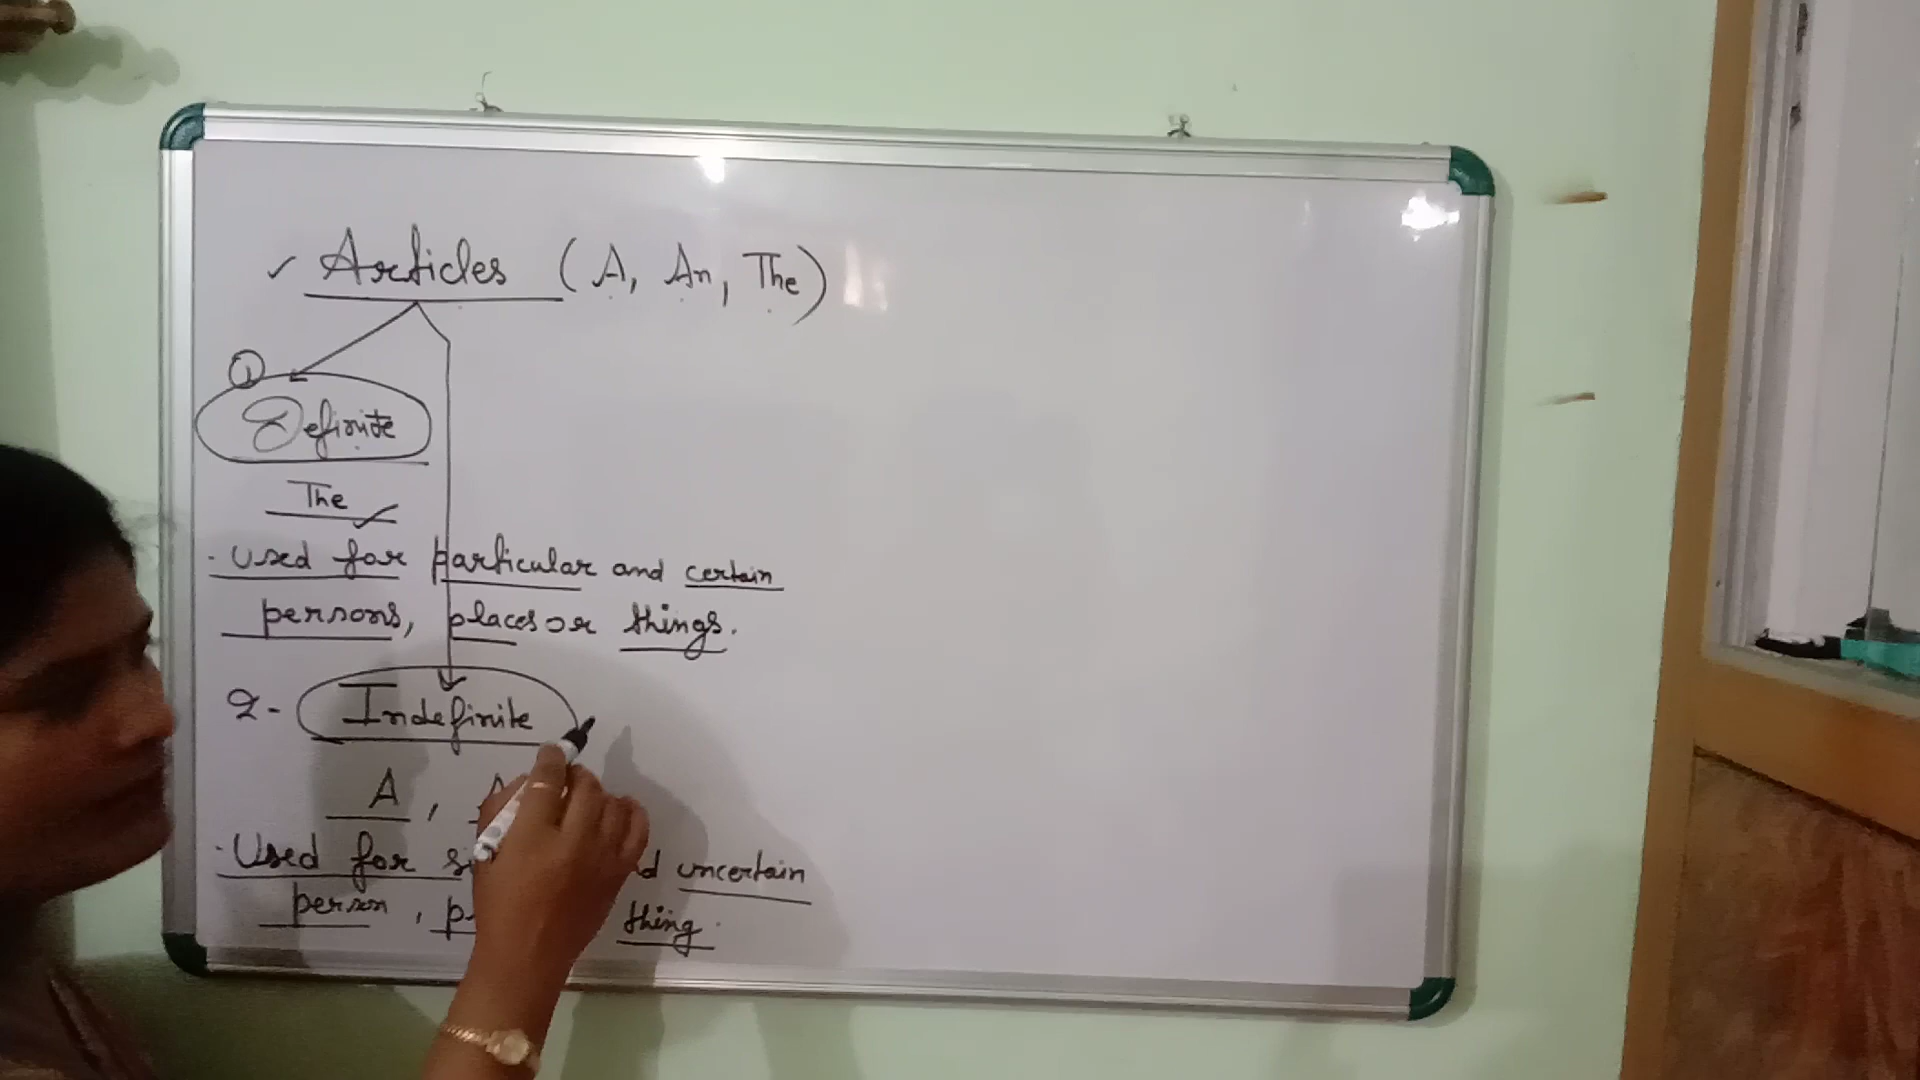 ✓ Articles (A, An, The)
① Definite
The ✓
. Used for particular and certain
persons, places or things.
2- Indefinite
A ,
. Used for uncertain
person , thing.